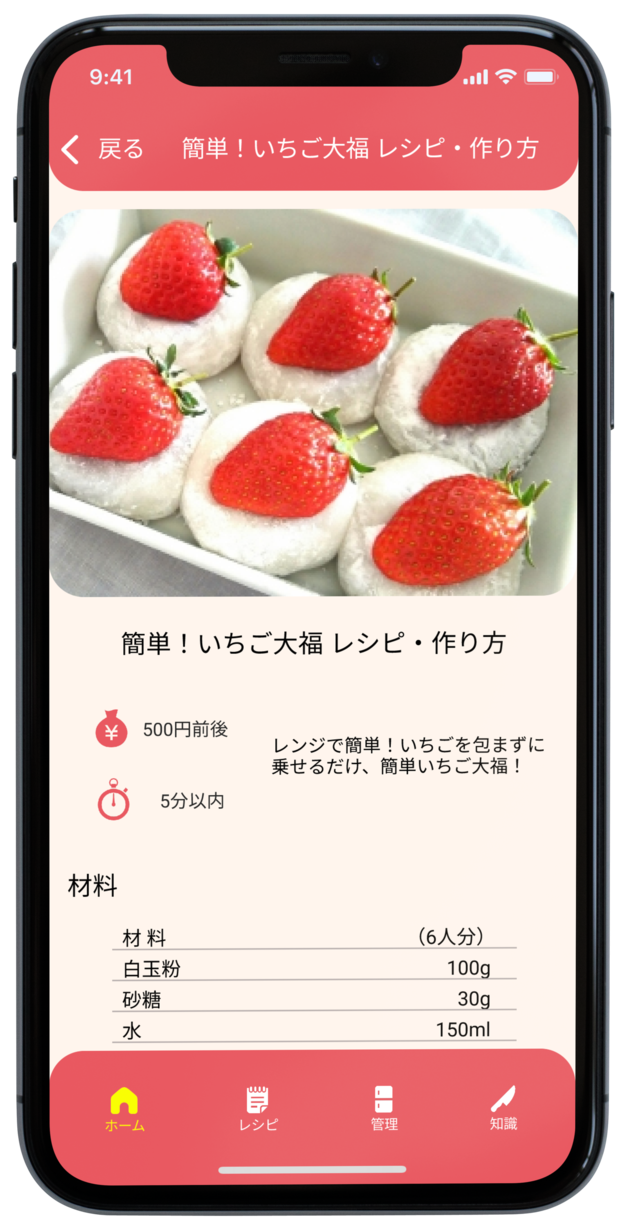 9:41
戻る 簡単！いちご大福 レシピ・作り方
簡単！いちご大福 レシピ・作り方
¥ 500円前後
5分以内
レンジで簡単！いちごを包まずに
乗せるだけ、簡単いちご大福！
材料
材 料 （6人分）
白玉粉 100g
砂糖 30g
水 150ml
ホーム レシピ 管理 知識